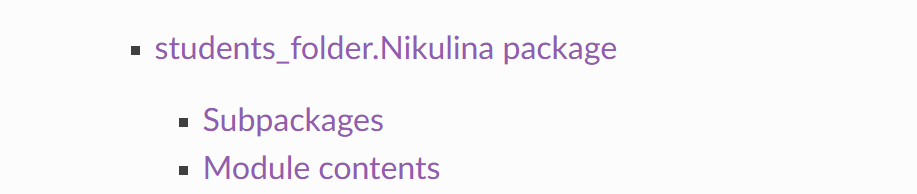 students_folder.Nikulina package
Subpackages
Module contents